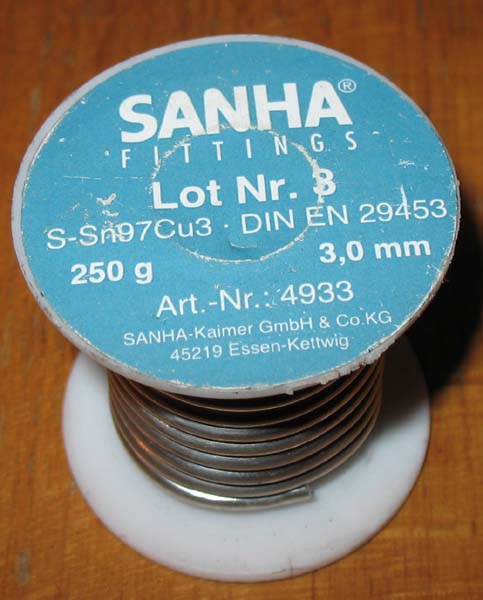 SANHA®
FITTINGS
Lot Nr. 3
S-Sn97Cu3 · DIN EN 29453
250 g 3,0 mm
Art.-Nr.: 4933
SANHA-Kaimer GmbH & Co.KG
45219 Essen-Kettwig